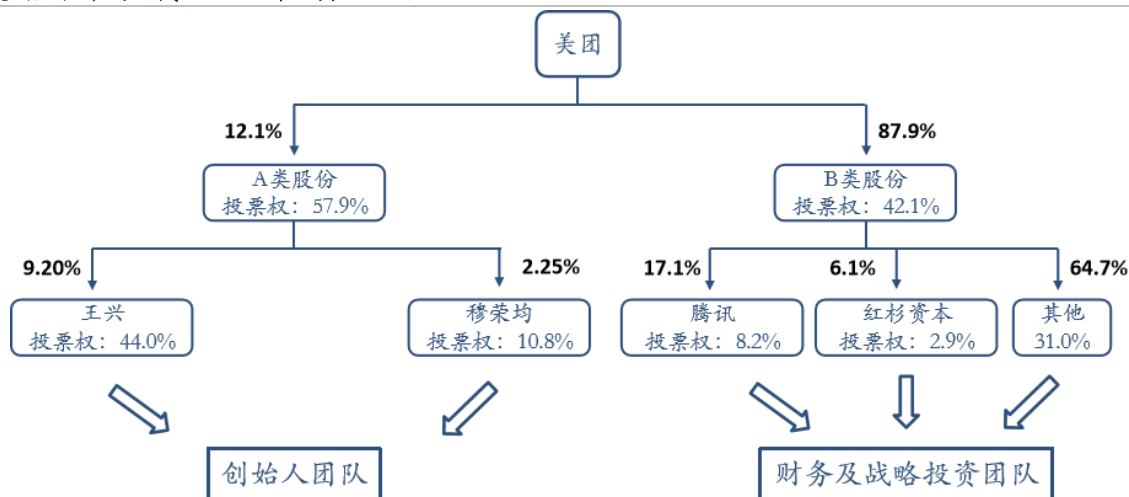 美团
12.1%
87.9%
A类股份
投票权：57.9%
B类股份
投票权：42.1%
9.20%
2.25%
17.1%
6.1%
64.7%
王兴
投票权：44.0%
穆荣均
投票权：10.8%
腾讯
投票权：8.2%
红杉资本
投票权：2.9%
其他
31.0%
创始人团队
财务及战略投资团队